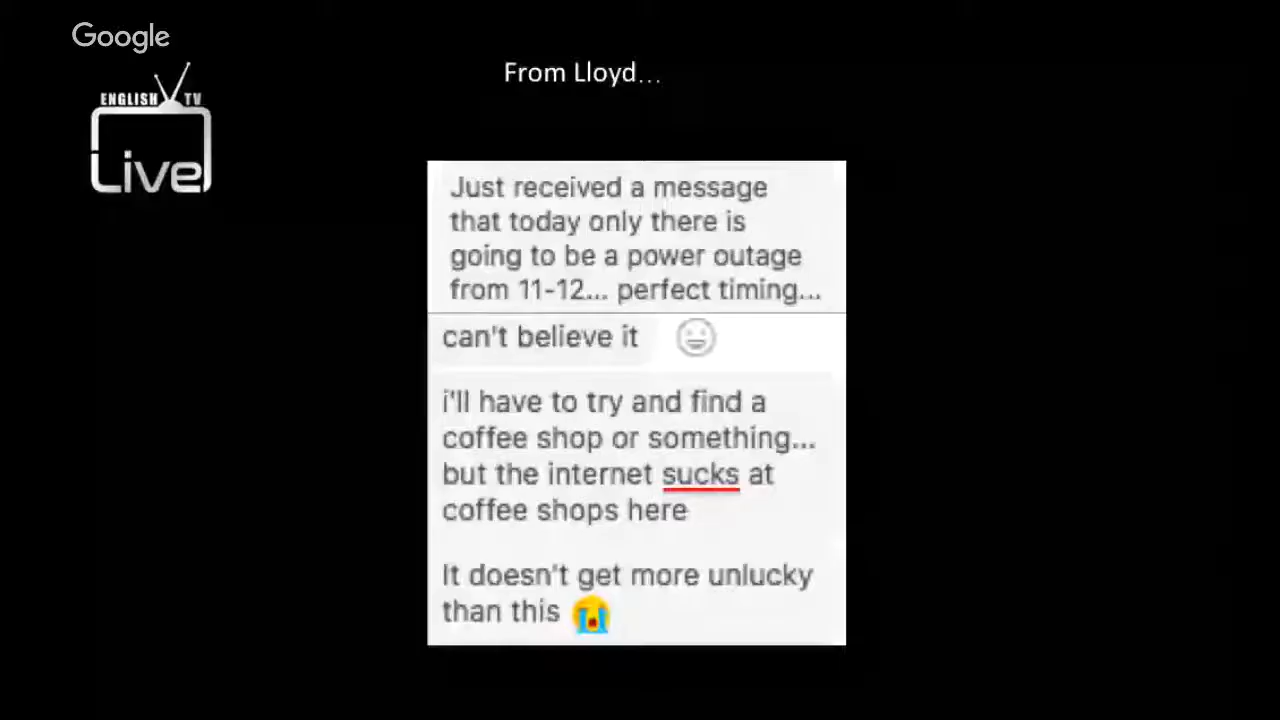 Google
From Lloyd...
ENGLISH TV
Live
Just received a message
that today only there is
going to be a power outage
from 11-12... perfect timing...
can't believe it
i'll have to try and find a
coffee shop or something...
but the internet sucks at
coffee shops here
It doesn't get more unlucky
than this 😭